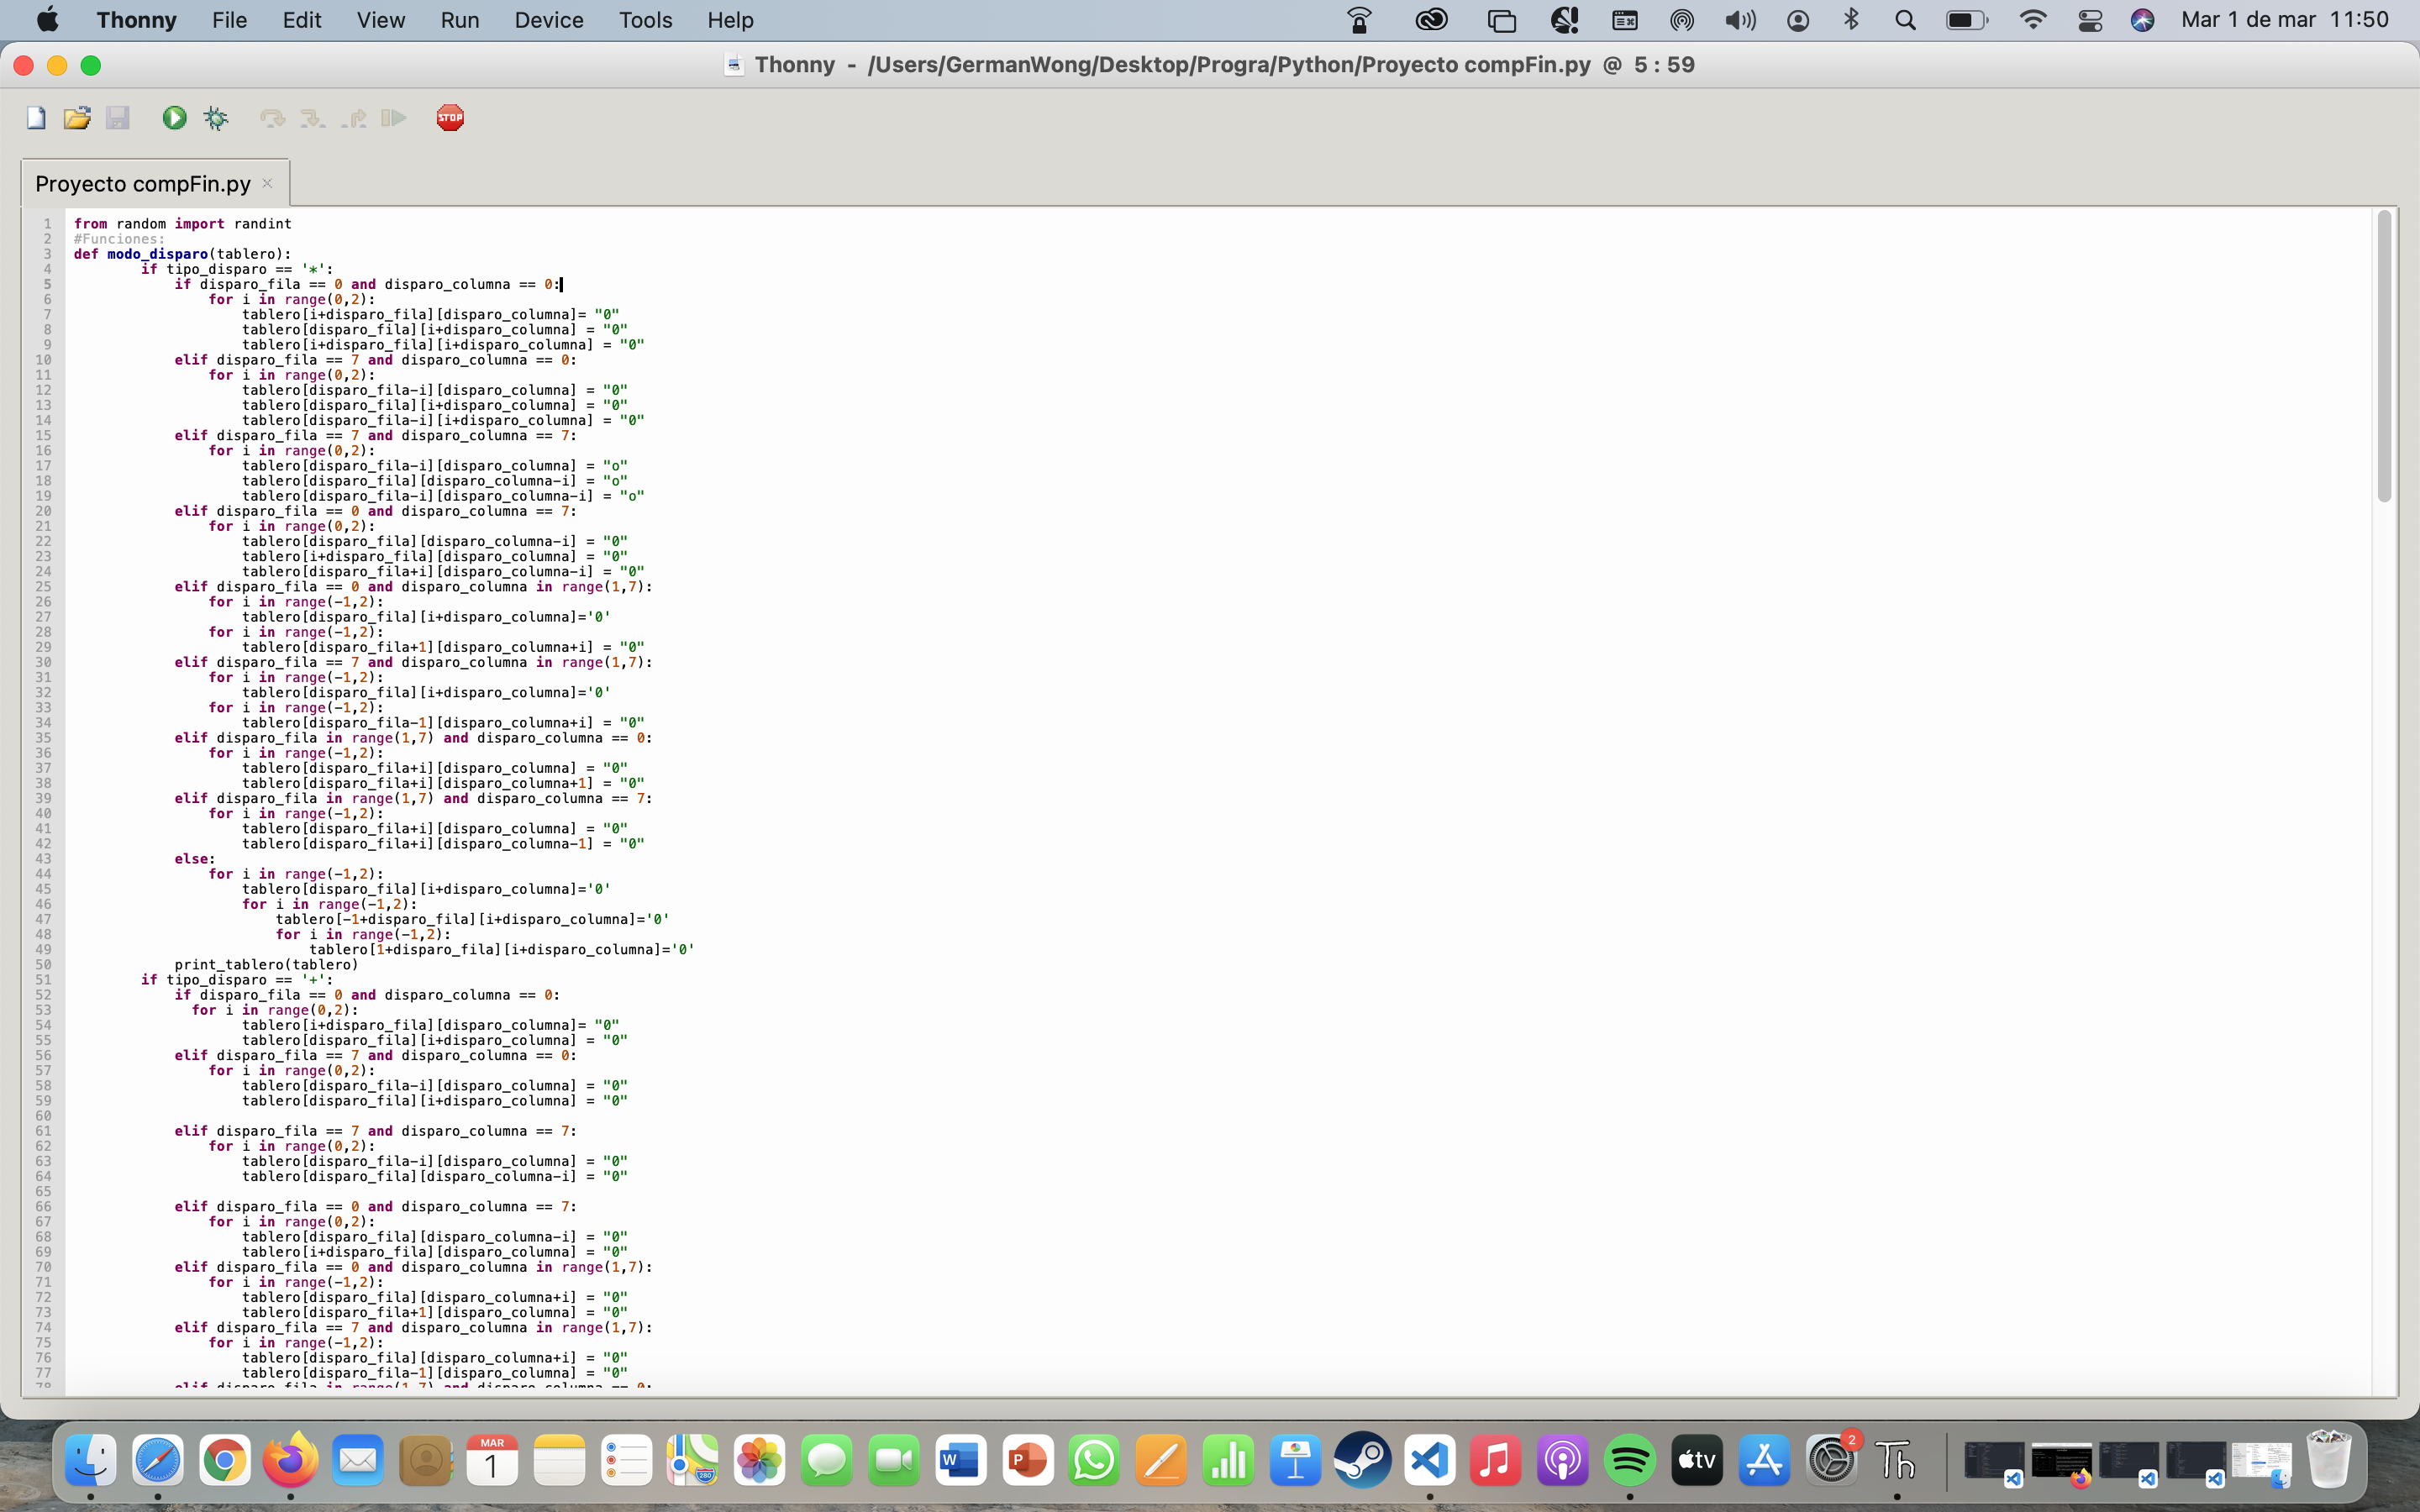 Thonny File Edit View Run Device Tools Help Mar 1 de mar 11:50
Thonny - /Users/GermanWong/Desktop/Progra/Python/Proyecto compFin.py @ 5 : 59
STOP
Proyecto compFin.py ×
1 from random import randint
2 #Funciones:
3 def modo_disparo(tablero):
4         if tipo_disparo == '*':
5             if disparo_fila == 0 and disparo_columna == 0:
6                 for i in range(0,2):
7                     tablero[i+disparo_fila][disparo_columna]= "0"
8                     tablero[disparo_fila][i+disparo_columna] = "0"
9                     tablero[i+disparo_fila][i+disparo_columna] = "0"
10             elif disparo_fila == 7 and disparo_columna == 0:
11                 for i in range(0,2):
12                     tablero[disparo_fila-i][disparo_columna] = "0"
13                     tablero[disparo_fila][i+disparo_columna] = "0"
14                     tablero[disparo_fila-i][i+disparo_columna] = "0"
15             elif disparo_fila == 7 and disparo_columna == 7:
16                 for i in range(0,2):
17                     tablero[disparo_fila-i][disparo_columna] = "o"
18                     tablero[disparo_fila][disparo_columna-i] = "o"
19                     tablero[disparo_fila-i][disparo_columna-i] = "o"
20             elif disparo_fila == 0 and disparo_columna == 7:
21                 for i in range(0,2):
22                     tablero[disparo_fila][disparo_columna-i] = "0"
23                     tablero[i+disparo_fila][disparo_columna] = "0"
24                     tablero[disparo_fila+i][disparo_columna-i] = "0"
25             elif disparo_fila == 0 and disparo_columna in range(1,7):
26                 for i in range(-1,2):
27                     tablero[disparo_fila][i+disparo_columna]='0'
28                 for i in range(-1,2):
29                     tablero[disparo_fila+1][disparo_columna+i] = "0"
30             elif disparo_fila == 7 and disparo_columna in range(1,7):
31                 for i in range(-1,2):
32                     tablero[disparo_fila][i+disparo_columna]='0'
33                 for i in range(-1,2):
34                     tablero[disparo_fila-1][disparo_columna+i] = "0"
35             elif disparo_fila in range(1,7) and disparo_columna == 0:
36                 for i in range(-1,2):
37                     tablero[disparo_fila+i][disparo_columna] = "0"
38                     tablero[disparo_fila+i][disparo_columna+1] = "0"
39             elif disparo_fila in range(1,7) and disparo_columna == 7:
40                 for i in range(-1,2):
41                     tablero[disparo_fila+i][disparo_columna] = "0"
42                     tablero[disparo_fila+i][disparo_columna-1] = "0"
43             else:
44                 for i in range(-1,2):
45                     tablero[disparo_fila][i+disparo_columna]='0'
46                     for i in range(-1,2):
47                         tablero[-1+disparo_fila][i+disparo_columna]='0'
48                         for i in range(-1,2):
49                             tablero[1+disparo_fila][i+disparo_columna]='0'
50             print_tablero(tablero)
51         if tipo_disparo == '+':
52             if disparo_fila == 0 and disparo_columna == 0:
53               for i in range(0,2):
54                     tablero[i+disparo_fila][disparo_columna]= "0"
55                     tablero[disparo_fila][i+disparo_columna] = "0"
56             elif disparo_fila == 7 and disparo_columna == 0:
57                 for i in range(0,2):
58                     tablero[disparo_fila-i][disparo_columna] = "0"
59                     tablero[disparo_fila][i+disparo_columna] = "0"
60
61             elif disparo_fila == 7 and disparo_columna == 7:
62                 for i in range(0,2):
63                     tablero[disparo_fila-i][disparo_columna] = "0"
64                     tablero[disparo_fila][disparo_columna-i] = "0"
65
66             elif disparo_fila == 0 and disparo_columna == 7:
67                 for i in range(0,2):
68                     tablero[disparo_fila][disparo_columna-i] = "0"
69                     tablero[i+disparo_fila][disparo_columna] = "0"
70             elif disparo_fila == 0 and disparo_columna in range(1,7):
71                 for i in range(-1,2):
72                     tablero[disparo_fila][disparo_columna+i] = "0"
73                     tablero[disparo_fila+1][disparo_columna] = "0"
74             elif disparo_fila == 7 and disparo_columna in range(1,7):
75                 for i in range(-1,2):
76                     tablero[disparo_fila][disparo_columna+i] = "0"
77                     tablero[disparo_fila-1][disparo_columna] = "0"
78             elif disparo_fila in range(1,7) and disparo_columna == 0:
MAR
1
280
W
P
tv
2
Th